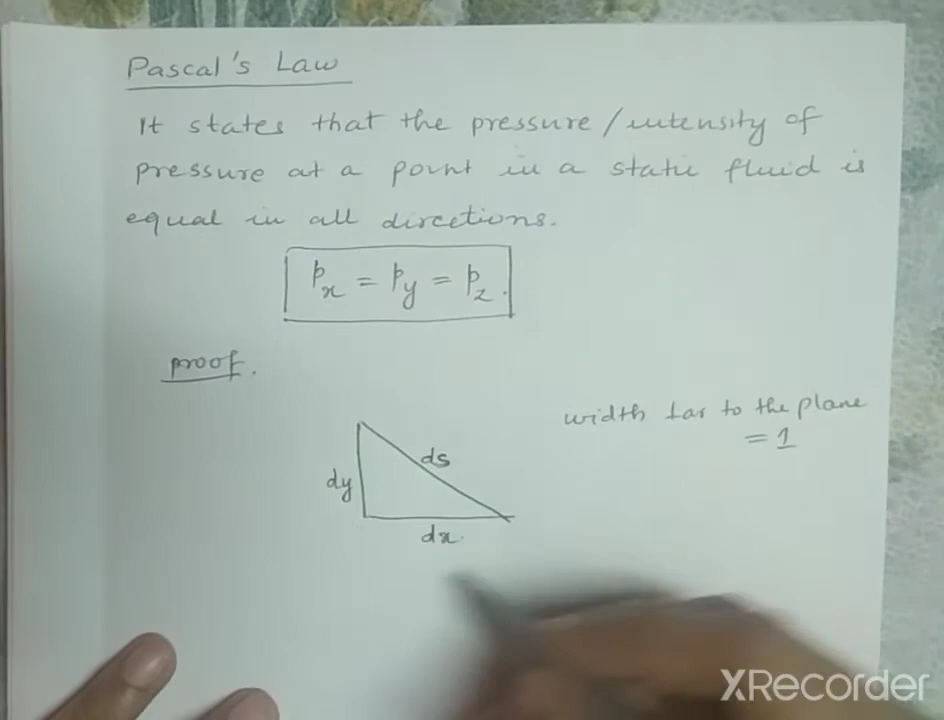 Pascal's Law
It states that the pressure/intensity of
pressure at a point in a static fluid is
equal in all directions.
px = py = pz.
proof.
width lar to the plane
= 1
ds
dy
dx.
XRecorder